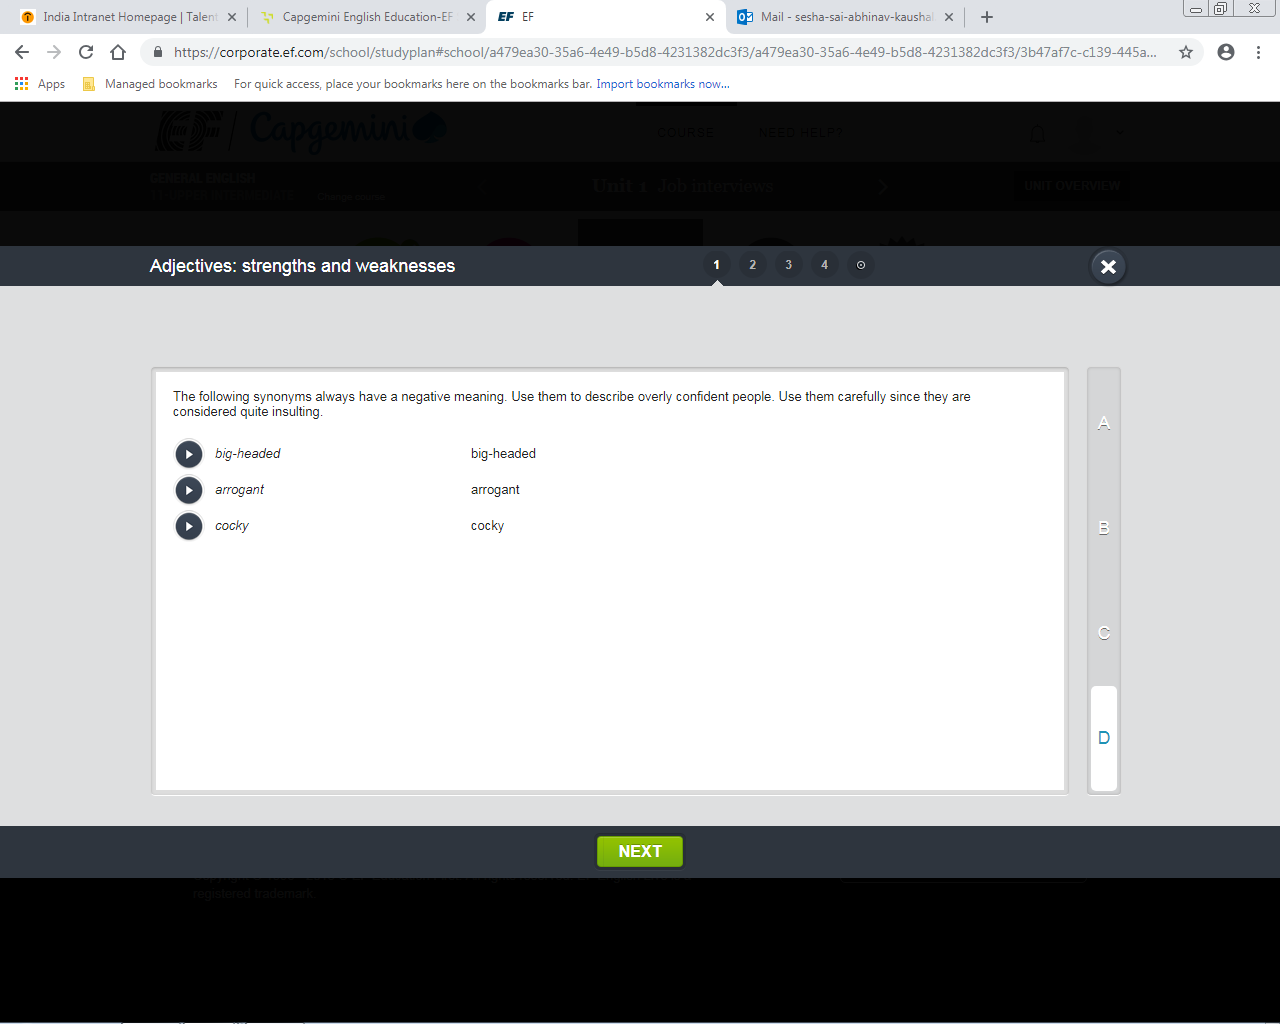 India Intranet Homepage | Talent
Capgemini English Education-EF
EF EF
Mail - sesha-sai-abhinav-kaushal
https://corporate.ef.com/school/studyplan#school/a479ea30-35a6-4e49-b5d8-4231382dc3f3/a479ea30-35a6-4e49-b5d8-4231382dc3f3/3b47af7c-c139-445a...
Apps Managed bookmarks For quick access, place your bookmarks here on the bookmarks bar. Import bookmarks now...
EF Capgemini
COURSE NEED HELP?
GENERAL ENGLISH
Unit 1 Job interviews
UNIT OVERVIEW
Change course
Adjectives: strengths and weaknesses
1 2 3 4
The following synonyms always have a negative meaning. Use them to describe overly confident people. Use them carefully since they are
considered quite insulting.
big-headed big-headed
arrogant arrogant
cocky cocky
A
B
C
D
NEXT
registered trademark